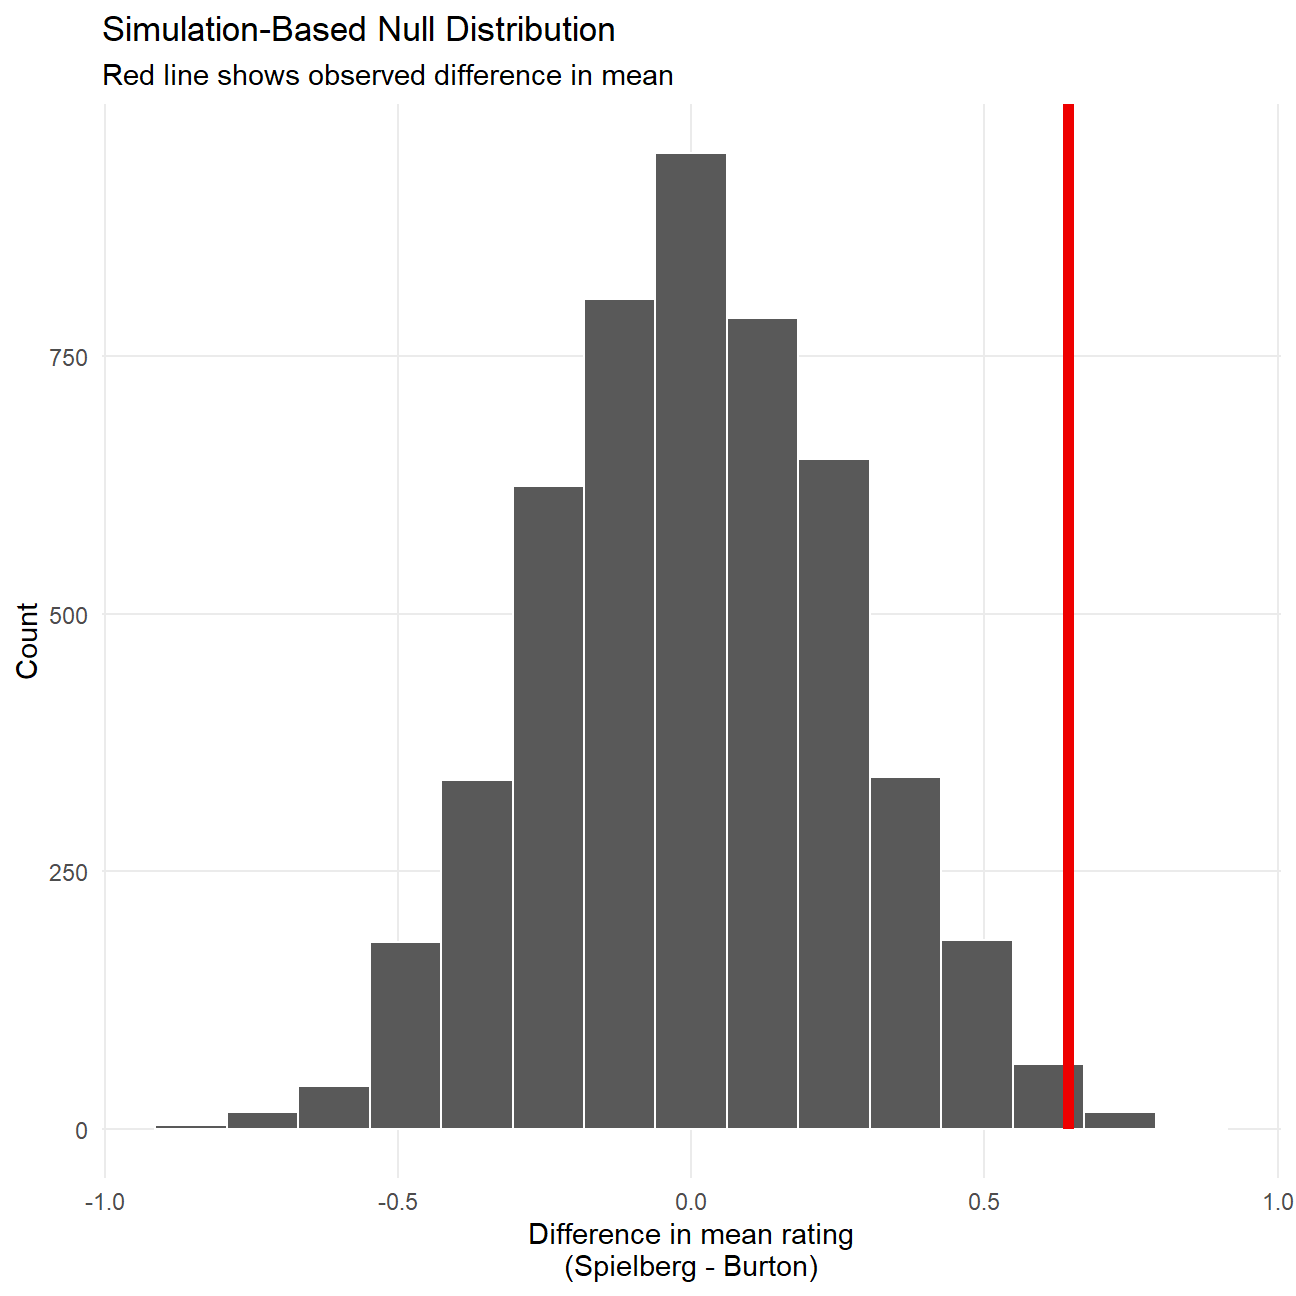 Simulation-Based Null Distribution
Red line shows observed difference in mean
750
500
250
0
Count
-1.0 -0.5 0.0 0.5 1.0
Difference in mean rating
(Spielberg - Burton)